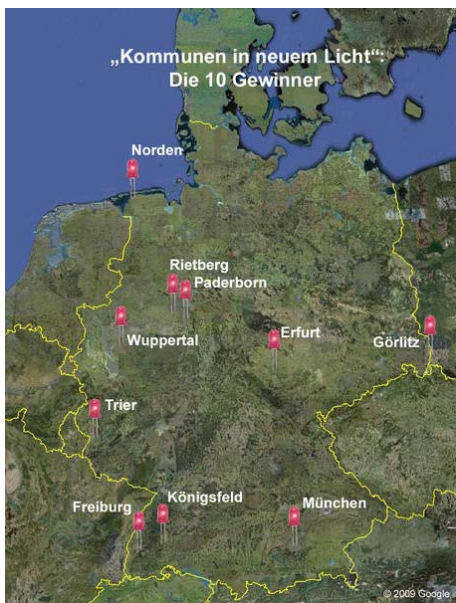 „Kommunen in neuem Licht“:
Die 10 Gewinner
Norden
Rietberg
Paderborn
Wuppertal
Erfurt
Görlitz
Trier
Freiburg
Königsfeld
München
© 2009 Google